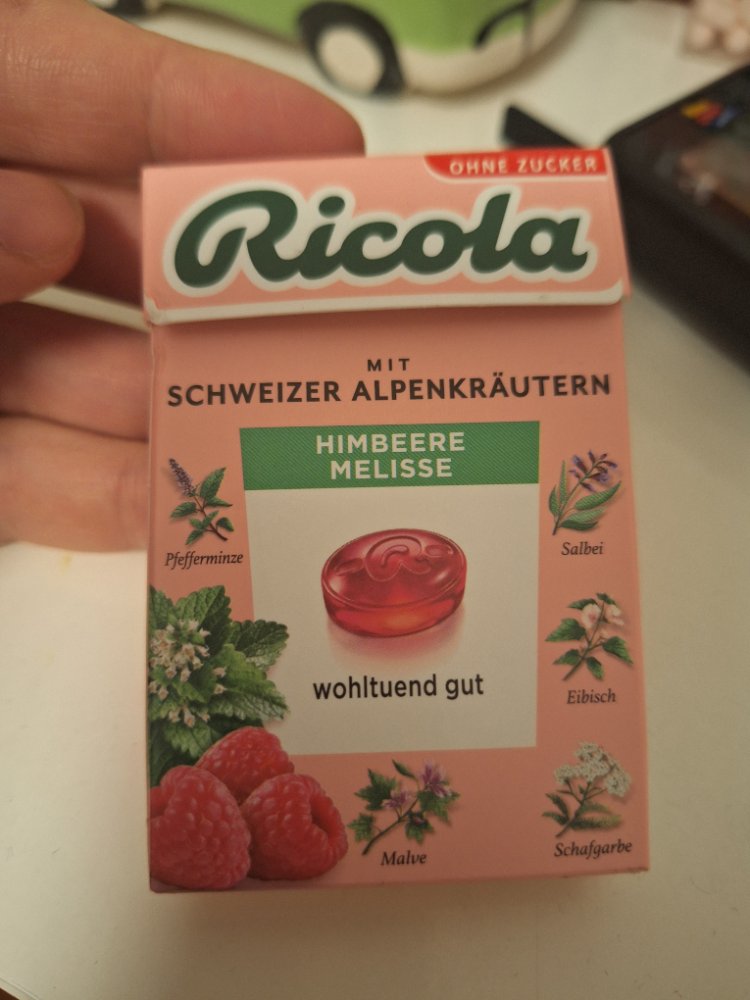 OHNE ZUCKER
Ricola
MIT
SCHWEIZER ALPENKRÄUTERN
HIMBEERE
MELISSE
Pfefferminze
Salbei
Eibisch
wohltuend gut
Malve
Schafgarbe